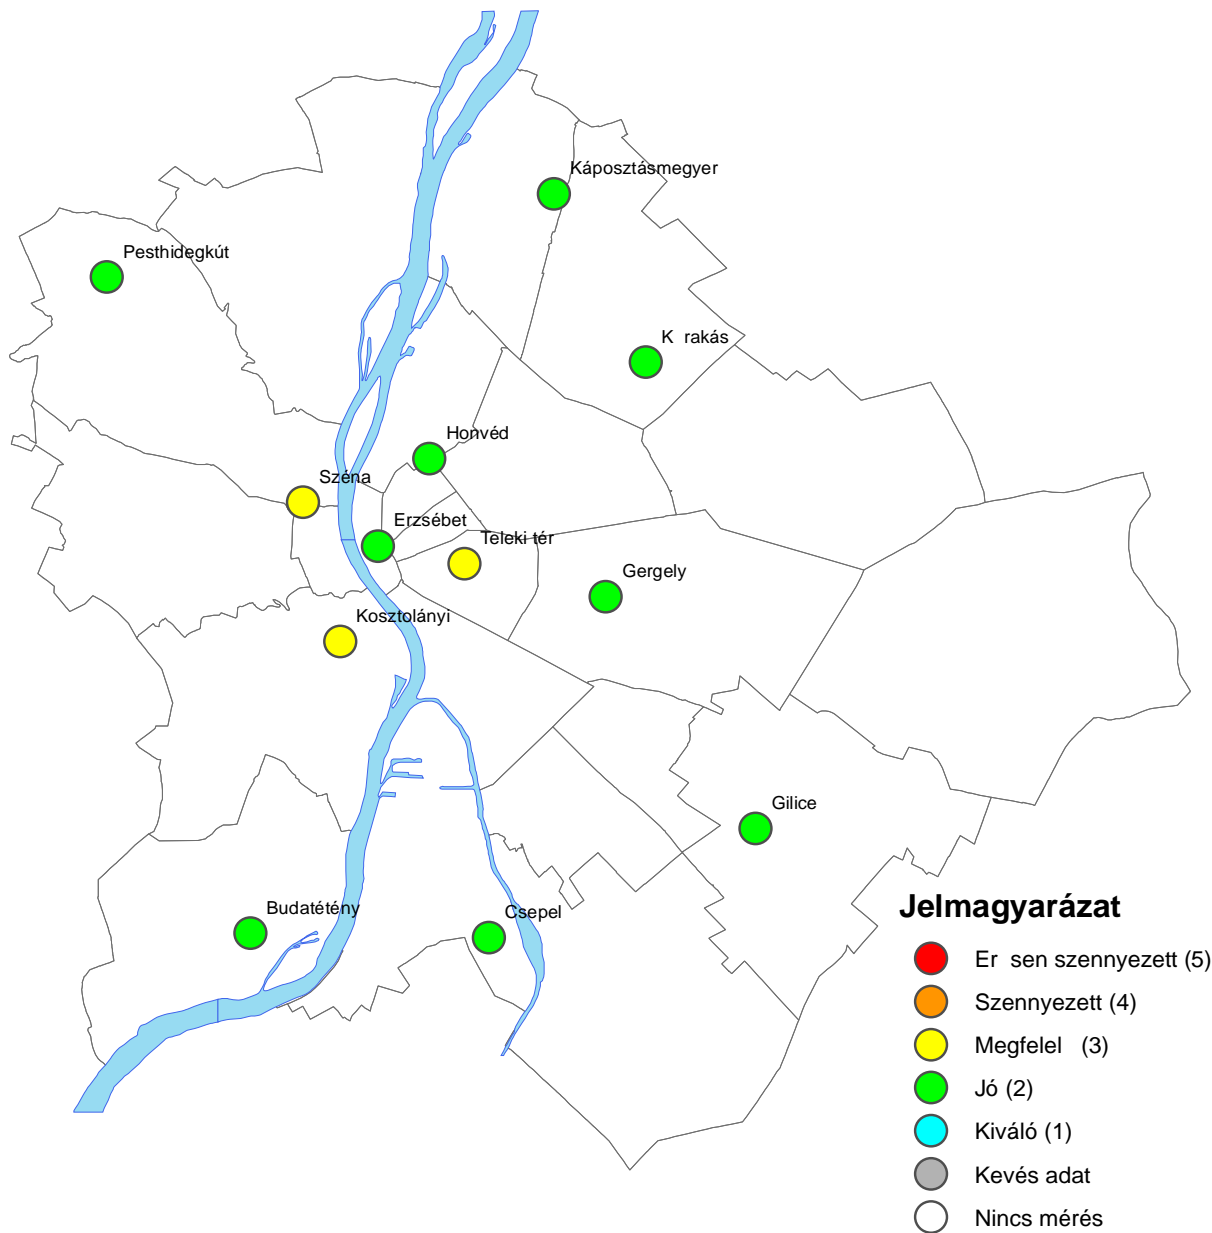 Káposztásmegyer
Pesthidegkút
K rakás
Honvéd
Széna
Erzsébet
Teleki tér
Gergely
Kosztolányi
Gilice
Budatétény
Csepel
Jelmagyarázat
Er sen szennyezett (5)
Szennyezett (4)
Megfelel (3)
Jó (2)
Kiváló (1)
Kevés adat
Nincs mérés